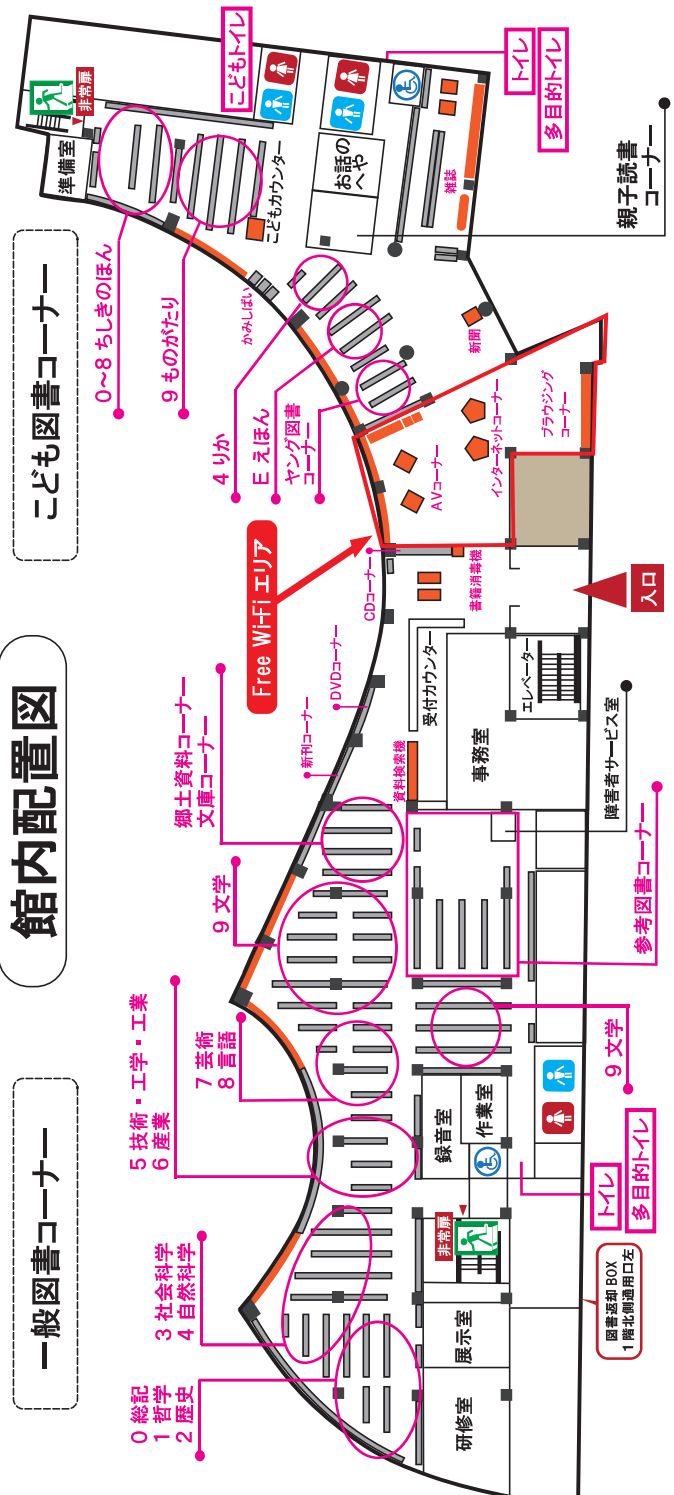 館内配置図
一般図書コーナー
こども図書コーナー
0 総記
1 哲学
2 歴史
3 社会科学
4 自然科学
5 技術・工学・工業
6 産業
7 芸術
8 言語
9 文学
郷土資料コーナー
文庫コーナー
新刊コーナー
DVDコーナー
Free Wi-Fi エリア
CDコーナー
4 りか
E えほん
ヤング図書
コーナー
9 ものがたり
0～8 ちしきのほん
かみしばい
準備室
非常扉
こどもトイレ
こどもカウンター
お話の
へや
トイレ
多目的トイレ
雑誌
親子読書
コーナー
新聞
AVコーナー
インターネットコーナー
ブラウジング
コーナー
書籍消毒機
入口
受付カウンター
エレベーター
事務室
資料検索機
障害者サービス室
参考図書コーナー
9 文学
録音室
作業室
トイレ
多目的トイレ
非常扉
展示室
研修室
図書返却 BOX
1 階北側通用口左